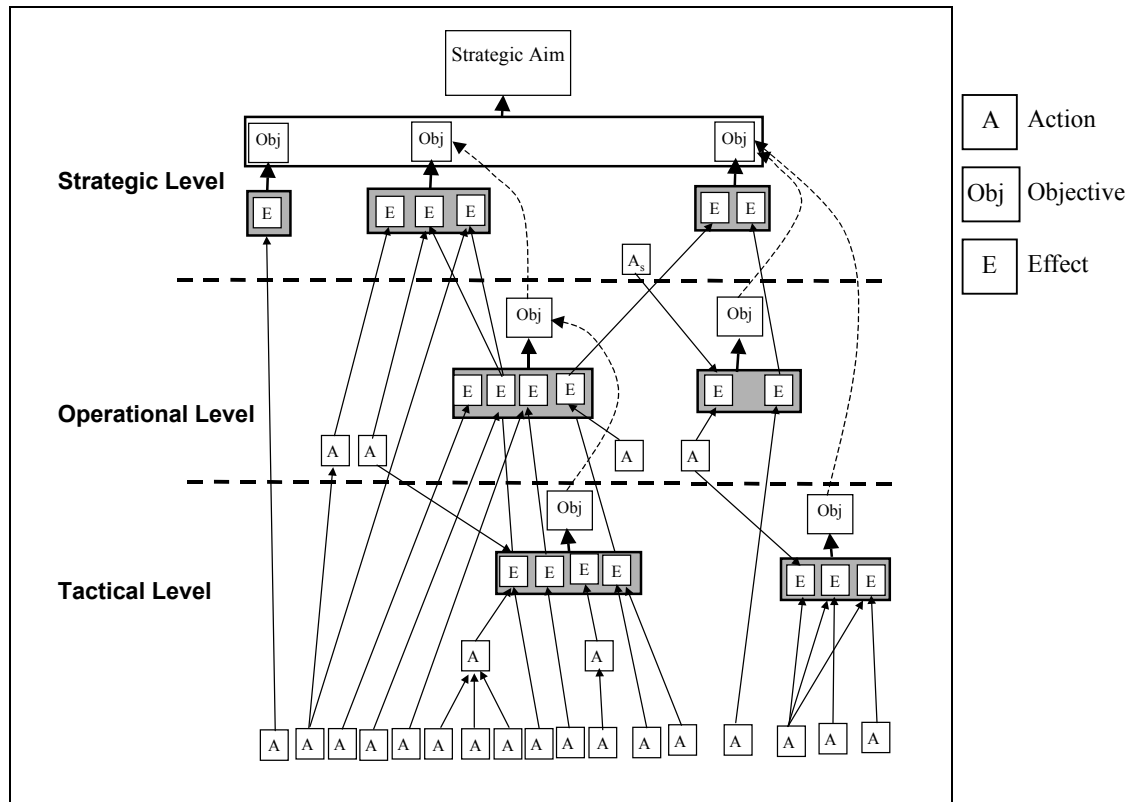 Strategic Aim
A Action
Obj Obj Obj
Strategic Level
E E E E E E
Obj Objective
E Effect
As
Obj Obj
E E E E E E
Operational Level
A A A A
Obj Obj
E E E E E E E
Tactical Level
A A
A A A A A A A A A A A A A A A A A